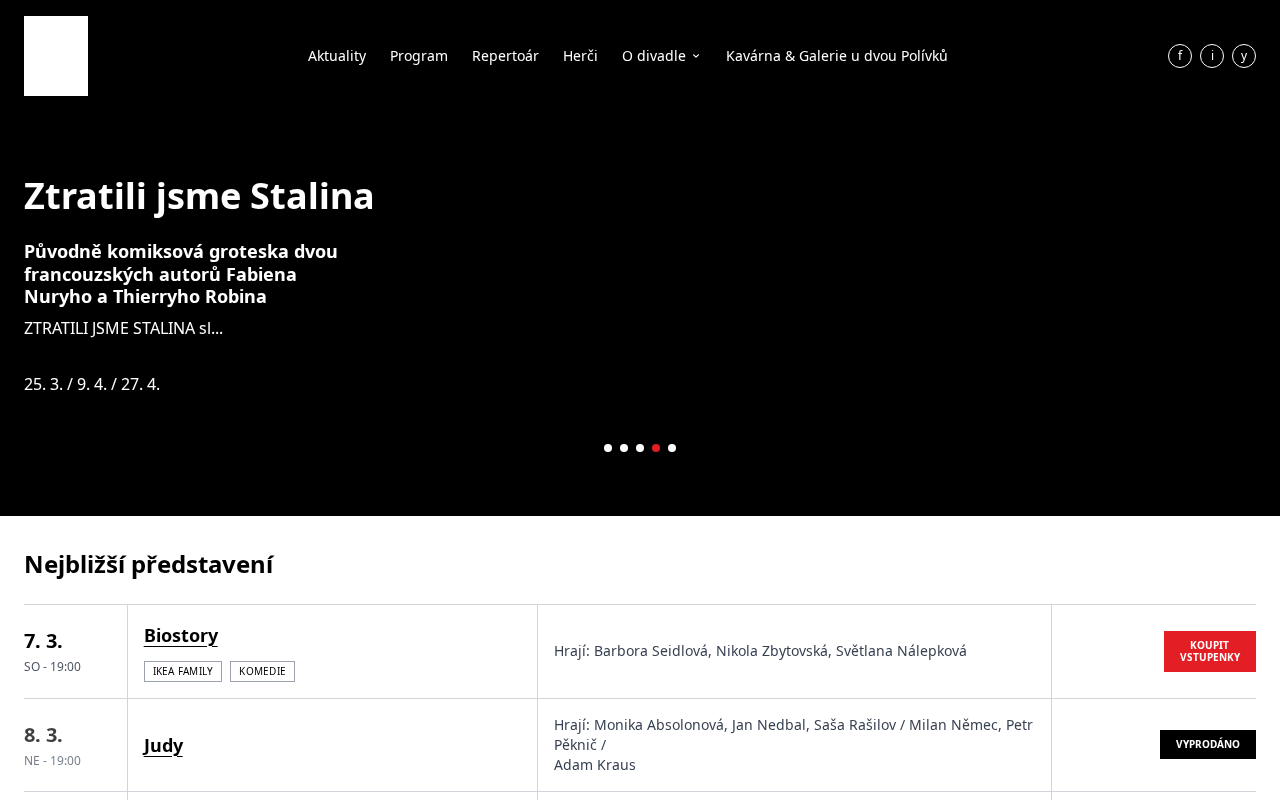 Aktuality Program Repertoár Herči O divadle Kavárna & Galerie u dvou Polívků f i y
Ztratili jsme Stalina
Původně komiksová groteska dvou
francouzských autorů Fabiena
Nuryho a Thierryho Robina
ZTRATILI JSME STALINA sl...
25. 3. / 9. 4. / 27. 4.
Nejbližší představení
7. 3.
SO - 19:00
Biostory
IKEA FAMILY KOMEDIE
Hrají: Barbora Seidlová, Nikola Zbytovská, Světlana Nálepková
KOUPIT
VSTUPENKY
8. 3.
NE - 19:00
Judy
Hrají: Monika Absolonová, Jan Nedbal, Saša Rašilov / Milan Němec, Petr
Pěknič /
Adam Kraus
VYPRODÁNO